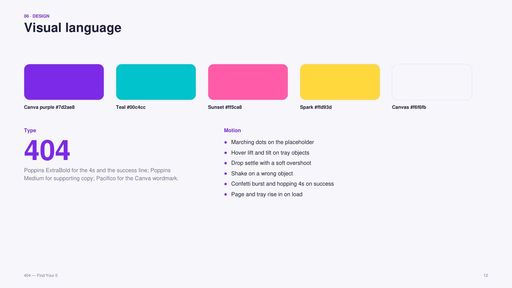 06 · DESIGN
Visual language
Canva purple #7d2ae8
Teal #00c4cc
Sunset #ff5ca8
Spark #ffd93d
Canvas #f6f6fb
Type
404
Poppins ExtraBold for the 4s and the success line; Poppins
Medium for supporting copy; Pacifico for the Canva wordmark.
Motion
• Marching dots on the placeholder
• Hover lift and tilt on tray objects
• Drop settle with a soft overshoot
• Shake on a wrong object
• Confetti burst and hopping 4s on success
• Page and tray rise in on load
404 — Find Your 0
12